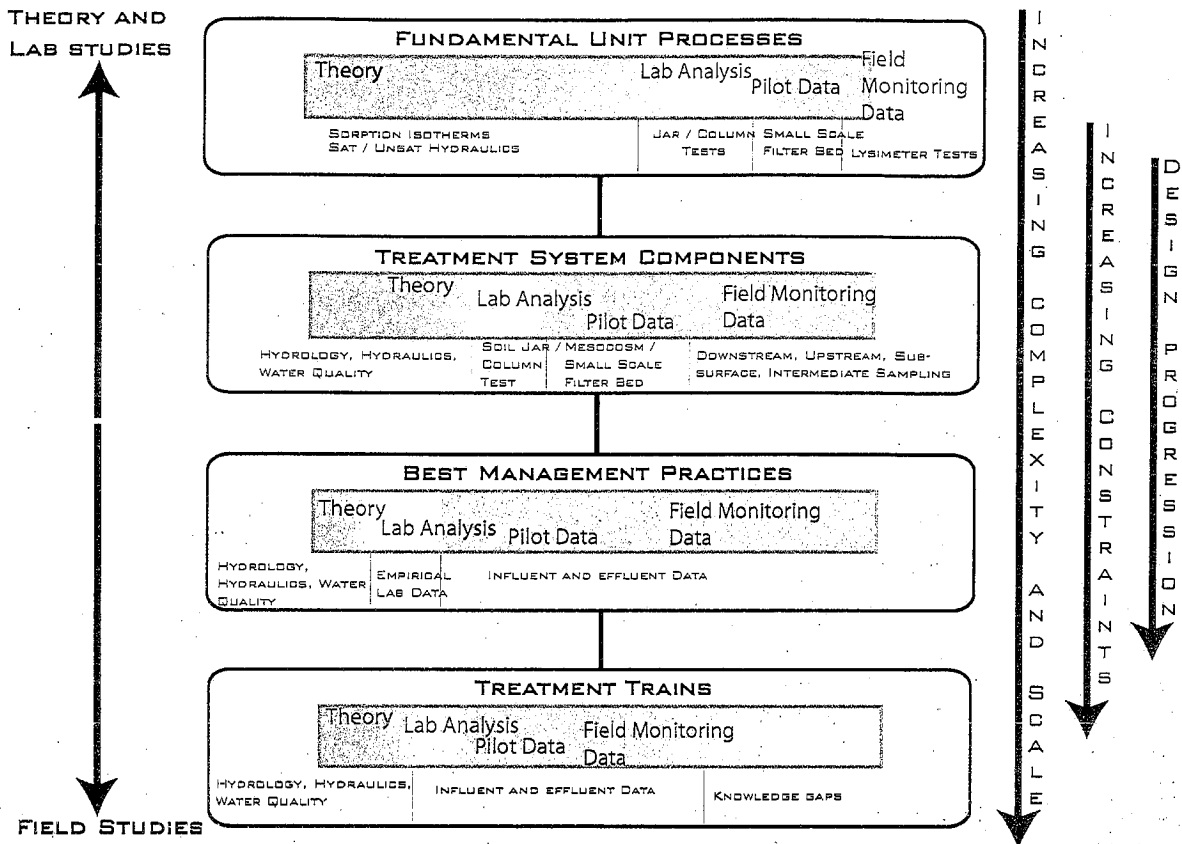 THEORY AND
LAB STUDIES
FUNDAMENTAL UNIT PROCESSES
Theory
Lab Analysis
Pilot Data
Field
Monitoring
Data
SORPTION ISOTHERMS
SAT / UNSAT HYDRAULICS
JAR / COLUMN
TESTS
SMALL SCALE
FILTER BED
LYSIMETER TESTS
TREATMENT SYSTEM COMPONENTS
Theory
Lab Analysis
Pilot Data
Field Monitoring
Data
HYDROLOGY, HYDRAULICS,
WATER QUALITY
SOIL JAR /
COLUMN
TEST
MESOCOSM /
SMALL SCALE
FILTER BED
DOWNSTREAM, UPSTREAM, SUB-
SURFACE, INTERMEDIATE SAMPLING
BEST MANAGEMENT PRACTICES
Theory
Lab Analysis
Pilot Data
Field Monitoring
Data
HYDROLOGY,
HYDRAULICS, WATER
QUALITY
EMPIRICAL
LAB DATA
INFLUENT AND EFFLUENT DATA
TREATMENT TRAINS
Theory
Lab Analysis
Pilot Data
Field Monitoring
Data
HYDROLOGY, HYDRAULICS,
WATER QUALITY
INFLUENT AND EFFLUENT DATA
KNOWLEDGE GAPS
FIELD STUDIES
INCREASING COMPLEXITY AND SCALE
INCREASING CONSTRAINTS
DESIGN PROGRESSION